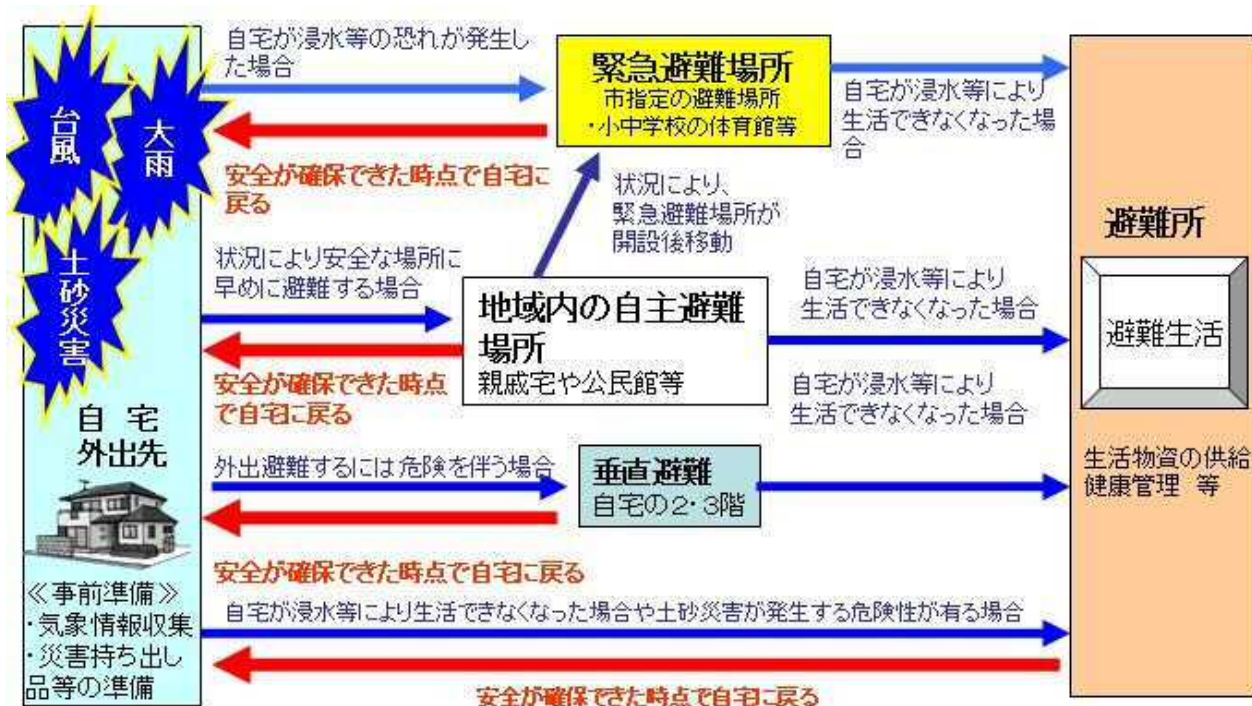 台風
大雨
土砂災害
自 宅
外出先
≪事前準備≫
・気象情報収集
・災害持ち出し
品等の準備
自宅が浸水等の恐れが発生し
た場合
安全が確保できた時点で自宅に
戻る
緊急避難場所
市指定の避難場所
・小中学校の体育館等
自宅が浸水等により
生活できなくなった場
合
状況により、
緊急避難場所が
開設後移動
状況により安全な場所に
早めに避難する場合
安全が確保できた時点
で自宅に戻る
地域内の自主避難
場所
親戚宅や公民館等
自宅が浸水等により
生活できなくなった場合
自宅が浸水等により
生活できなくなった場合
外出避難するには危険を伴う場合
垂直避難
自宅の2・3階
安全が確保できた時点で自宅に戻る
自宅が浸水等により生活できなくなった場合や土砂災害が発生する危険性が有る場合
安全が確保できた時点で自宅に戻る
避難所
避難生活
生活物資の供給
健康管理 等